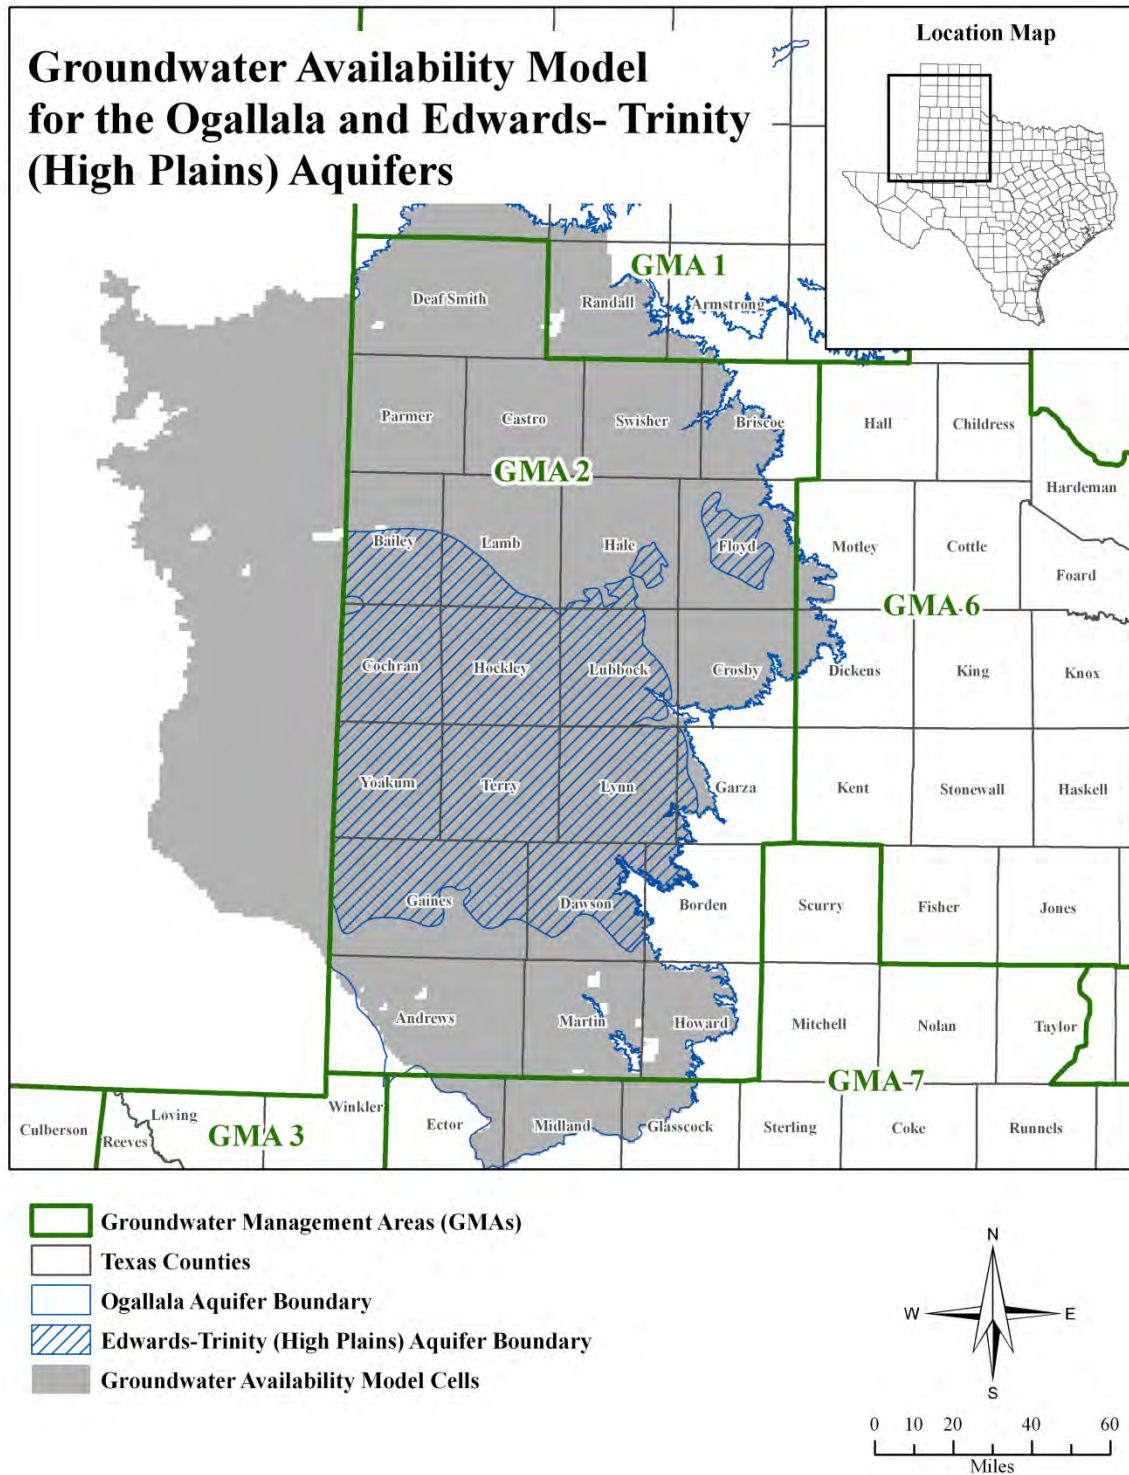 Groundwater Availability Model
for the Ogallala and Edwards- Trinity
(High Plains) Aquifers
Location Map
GMA 1
Deaf Smith
Randall
Armstrong
Parmer
Castro
Swisher
Briscoe
Hall
Childress
GMA 2
Hardeman
Bailey
Lamb
Hale
Floyd
Motley
Cottle
Foard
GMA 6
Cochran
Hockley
Lubbock
Crosby
Dickens
King
Knox
Yoakum
Terry
Lynn
Garza
Kent
Stonewall
Haskell
Gaines
Dawson
Borden
Scurry
Fisher
Jones
Andrews
Martin
Howard
Mitchell
Nolan
Taylor
GMA 7
Culberson
Reeves
Loving
GMA 3
Winkler
Ector
Midland
Glasscock
Sterling
Coke
Runnels
Groundwater Management Areas (GMAs)
Texas Counties
Ogallala Aquifer Boundary
Edwards-Trinity (High Plains) Aquifer Boundary
Groundwater Availability Model Cells
N
W
E
S
0 10 20 40 60
Miles